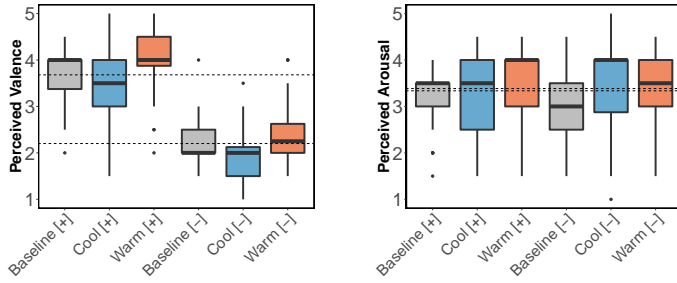 Perceived Valence
5
4
3
2
1
Baseline [+]
Cool [+]
Warm [+]
Baseline [−]
Cool [−]
Warm [−]
Perceived Arousal
5
4
3
2
1
Baseline [+]
Cool [+]
Warm [+]
Baseline [−]
Cool [−]
Warm [−]